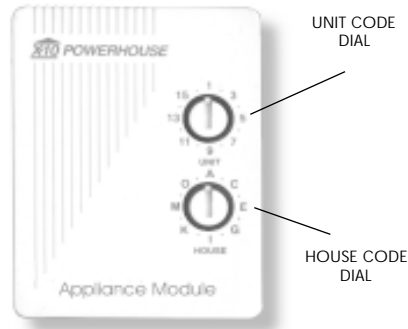 UNIT CODE
DIAL
X10 POWERHOUSE
1
15 3
13 5
11 7
9
UNIT
A
O C
M E
K G
I
HOUSE
HOUSE CODE
DIAL
Appliance Module